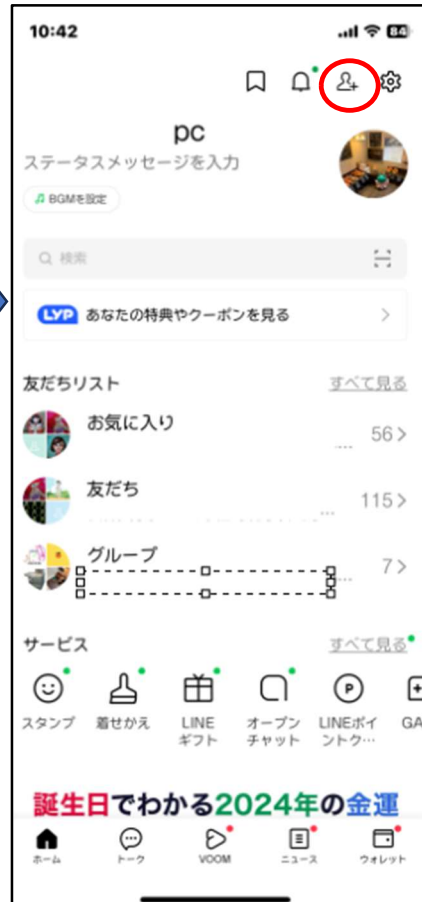 10:42
84
pc
ステータスメッセージを入力
BGMを設定
検索
LYP あなたの特典やクーポンを見る
友だちリスト
すべて見る
お気に入り
56
友だち
115
グループ
7
サービス
すべて見る
スタンプ
着せかえ
LINE
ギフト
オープン
チャット
LINEポイ
ントク…
GA
誕生日でわかる2024年の金運
ホーム
トーク
VOOM
ニュース
ウォレット